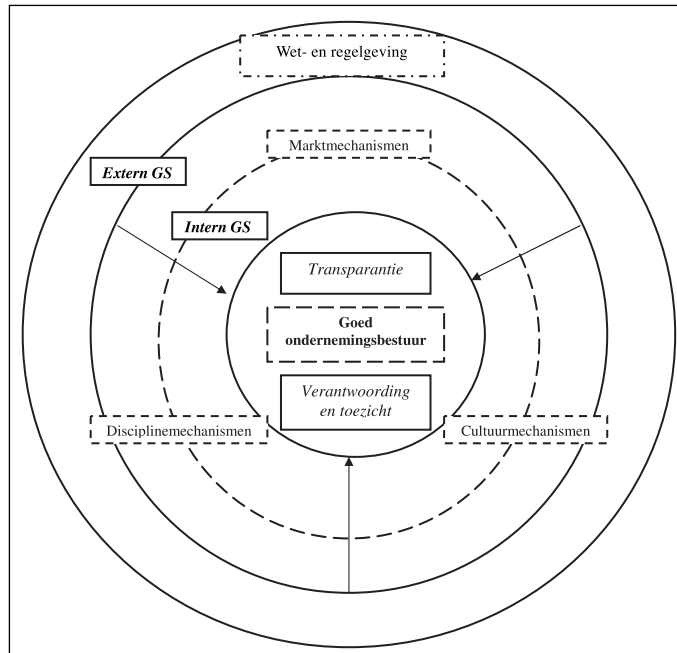 Wet- en regelgeving
Marktmechanismen
Extern GS
Intern GS
Transparantie
Goed
ondernemingsbestuur
Verantwoording
en toezicht
Disciplinemechanismen
Cultuurmechanismen